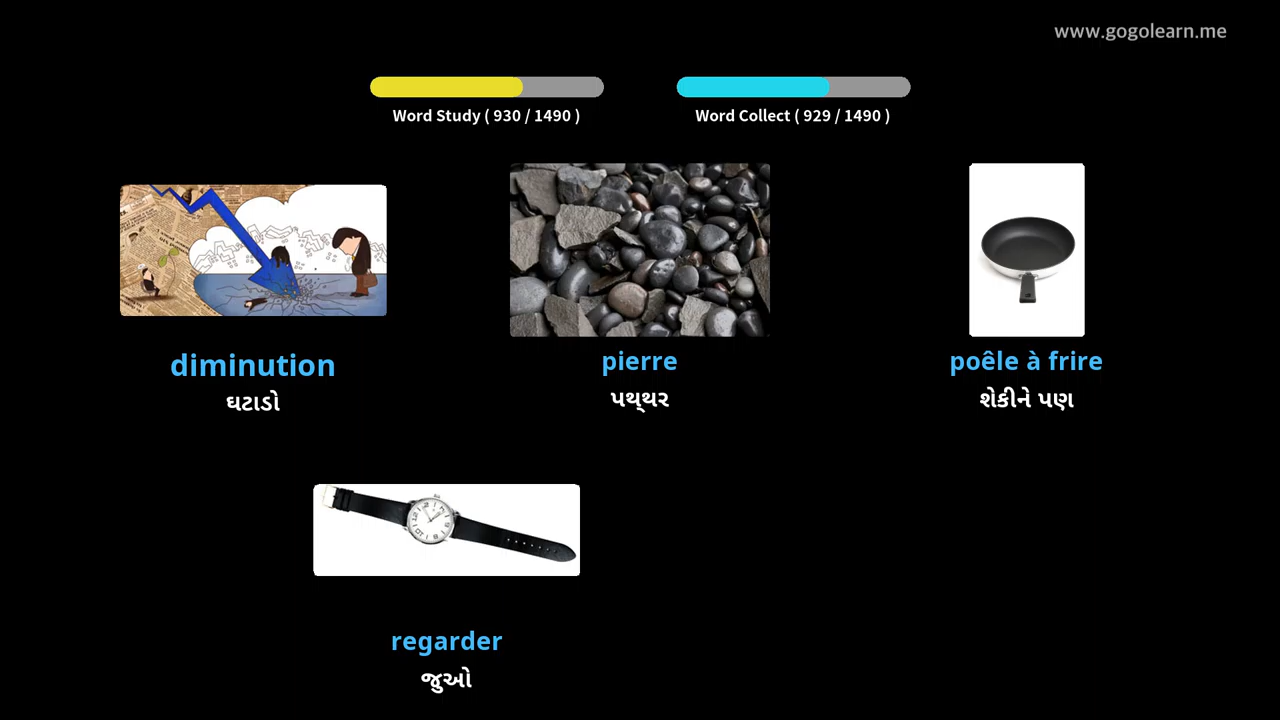 www.gogolearn.me
Word Study ( 930 / 1490 )
Word Collect ( 929 / 1490 )
diminution
ઘટાડો
pierre
પથ્થર
poêle à frire
શેકીને પણ
regarder
જુઓ